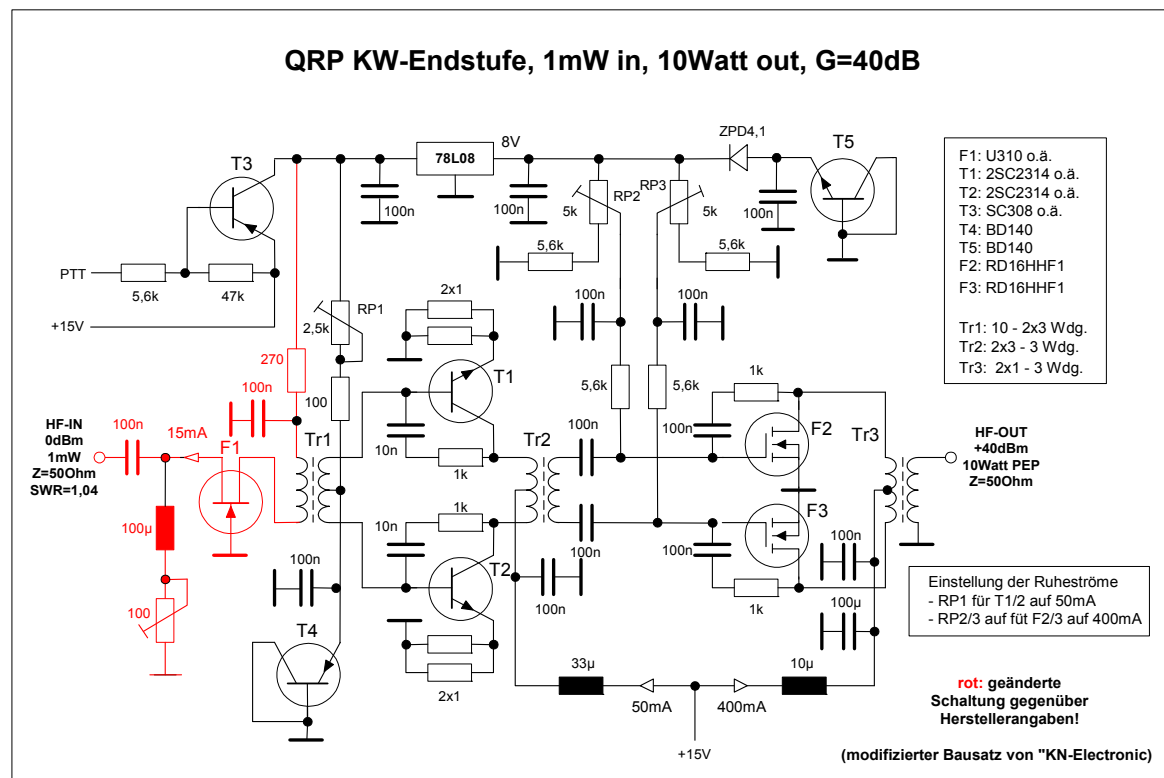 QRP KW-Endstufe, 1mW in, 10Watt out, G=40dB
T3
78L08
8V
ZPD4,1
T5
100n
100n
RP2
5k
RP3
5k
100n
5,6k
5,6k
PTT
5,6k
47k
+15V
2x1
RP1
2,5k
100n
100n
270
100
T1
100n
5,6k
5,6k
1k
F2
100n
HF-IN
0dBm
1mW
Z=50Ohm
SWR=1,04
100n
15mA
F1
Tr1
10n
1k
Tr2
100n
100n
Tr3
HF-OUT
+40dBm
10Watt PEP
Z=50Ohm
100µ
10n
1k
100n
100n
F3
100n
100n
T2
100n
1k
100
T4
100µ
2x1
33µ
50mA
400mA
10µ
+15V
F1: U310 o.ä.
T1: 2SC2314 o.ä.
T2: 2SC2314 o.ä.
T3: SC308 o.ä.
T4: BD140
T5: BD140
F2: RD16HHF1
F3: RD16HHF1
Tr1: 10 - 2x3 Wdg.
Tr2: 2x3 - 3 Wdg.
Tr3: 2x1 - 3 Wdg.
Einstellung der Ruheströme
- RP1 für T1/2 auf 50mA
- RP2/3 auf füt F2/3 auf 400mA
rot: geänderte
Schaltung gegenüber
Herstellerangaben!
(modifizierter Bausatz von "KN-Electronic)